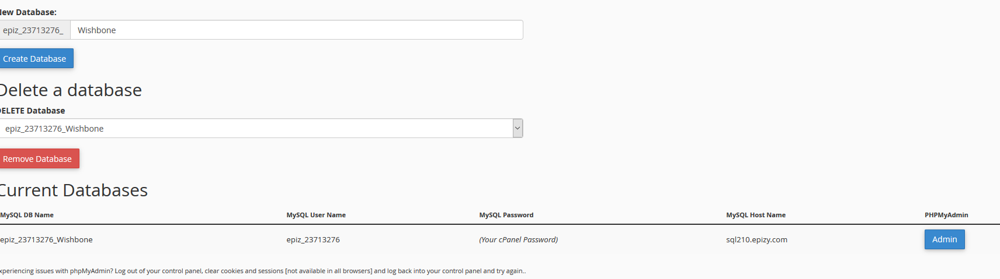 New Database:
epiz_23713276_ Wishbone
Create Database
Delete a database
DELETE Database
epiz_23713276_Wishbone
Remove Database
Current Databases
MySQL DB Name MySQL User Name MySQL Password MySQL Host Name PHPMyAdmin
epiz_23713276_Wishbone epiz_23713276 (Your cPanel Password) sql210.epizy.com Admin
xperiencing issues with phpMyAdmin? Log out of your control panel, clear cookies and sessions [not available in all browsers] and log back into your control panel and try again..